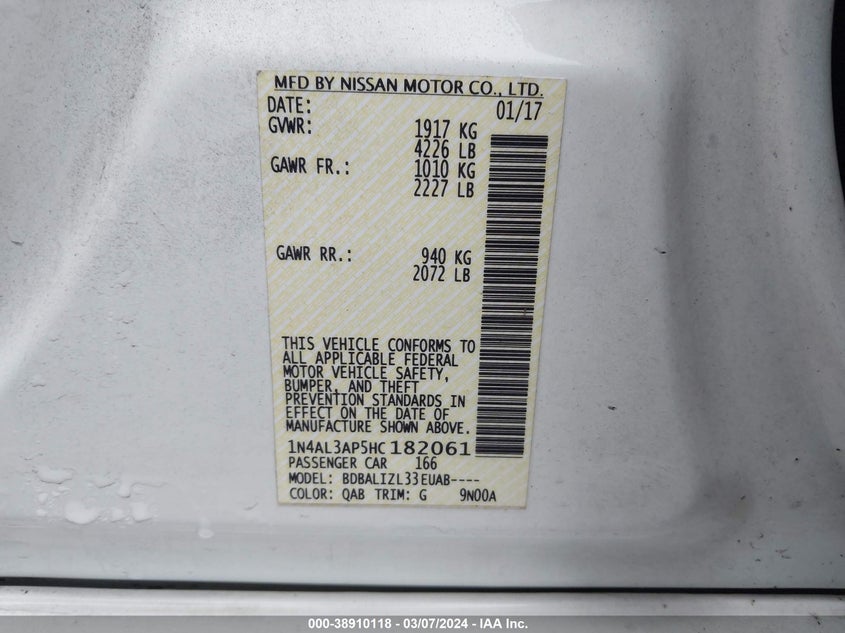 MFD BY NISSAN MOTOR CO., LTD.
DATE: 01/17
GVWR: 1917 KG
4226 LB
GAWR FR.: 1010 KG
2227 LB
GAWR RR.: 940 KG
2072 LB
THIS VEHICLE CONFORMS TO
ALL APPLICABLE FEDERAL
MOTOR VEHICLE SAFETY,
BUMPER, AND THEFT
PREVENTION STANDARDS IN
EFFECT ON THE DATE OF
MANUFACTURE SHOWN ABOVE.
1N4AL3AP5HC182061
PASSENGER CAR 166
MODEL: BDBALIZL33EUAB----
COLOR: QAB TRIM: G 9N00A
000-38910118 - 03/07/2024 - IAA Inc.